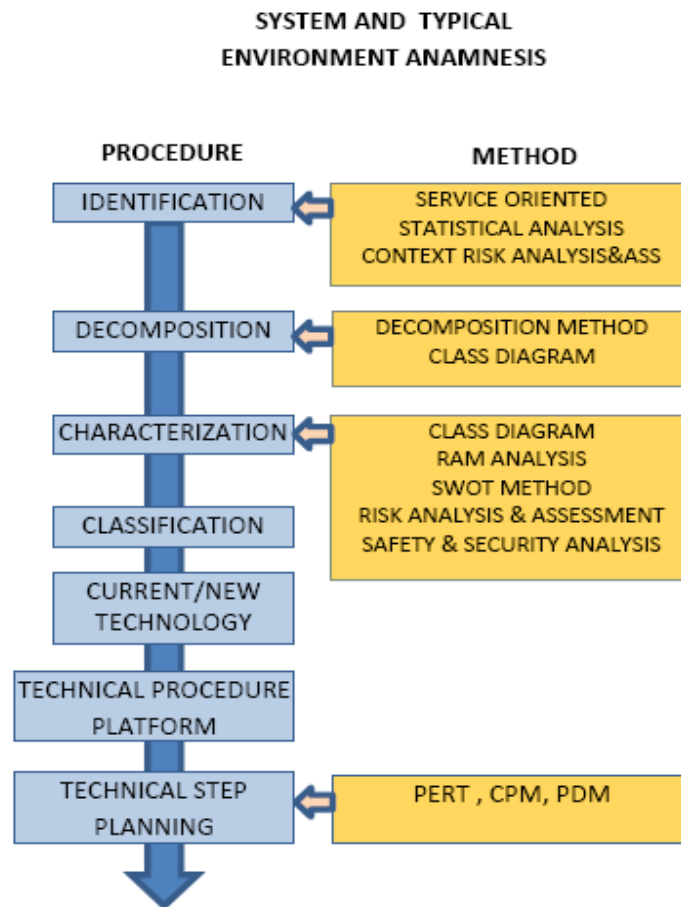 SYSTEM AND TYPICAL
ENVIRONMENT ANAMNESIS
PROCEDURE
METHOD
IDENTIFICATION
SERVICE ORIENTED
STATISTICAL ANALYSIS
CONTEXT RISK ANALYSIS&ASS
DECOMPOSITION
DECOMPOSITION METHOD
CLASS DIAGRAM
CHARACTERIZATION
CLASS DIAGRAM
RAM ANALYSIS
SWOT METHOD
RISK ANALYSIS & ASSESSMENT
SAFETY & SECURITY ANALYSIS
CLASSIFICATION
CURRENT/NEW
TECHNOLOGY
TECHNICAL PROCEDURE
PLATFORM
TECHNICAL STEP
PLANNING
PERT , CPM, PDM